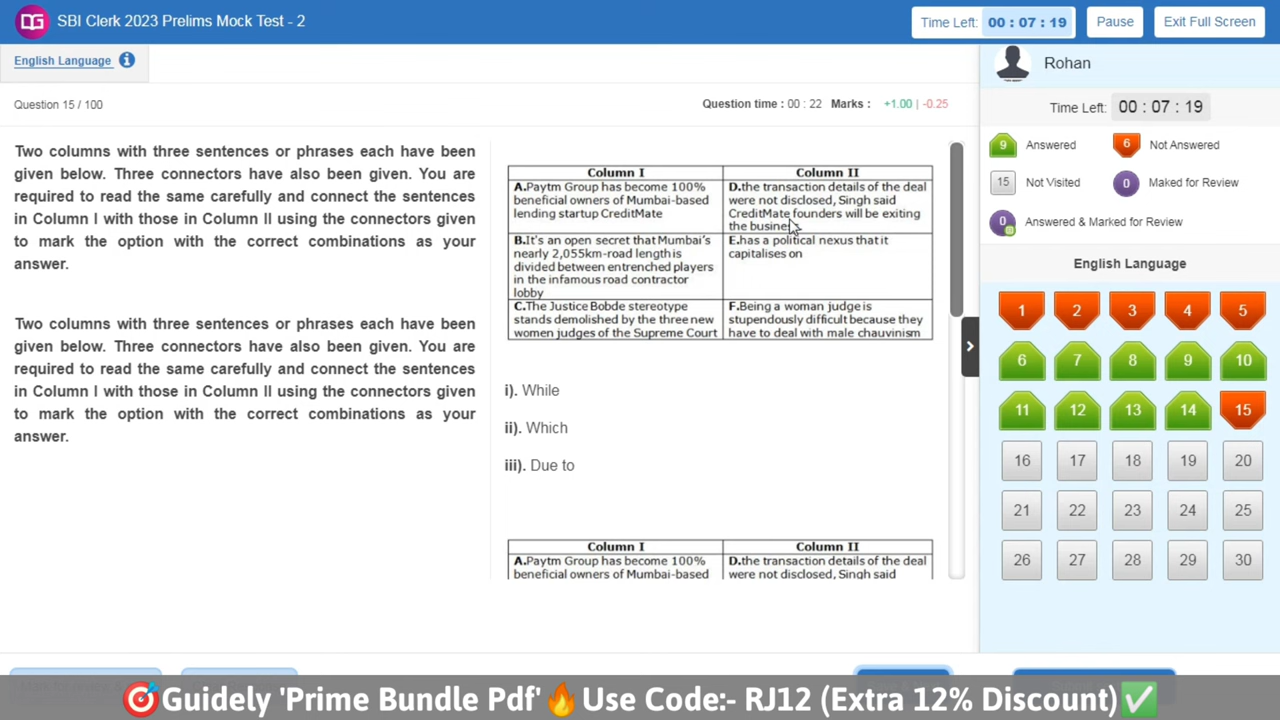 SBI Clerk 2023 Prelims Mock Test - 2
Time Left: 00 : 07 : 19
Pause
Exit Full Screen
English Language
Rohan
Question 15 / 100
Question time : 00 : 22 Marks : +1.00 | -0.25
Time Left: 00 : 07 : 19
Two columns with three sentences or phrases each have been
given below. Three connectors have also been given. You are
required to read the same carefully and connect the sentences
in Column I with those in Column II using the connectors given
to mark the option with the correct combinations as your
answer.
Two columns with three sentences or phrases each have been
given below. Three connectors have also been given. You are
required to read the same carefully and connect the sentences
in Column I with those in Column II using the connectors given
to mark the option with the correct combinations as your
answer.
Column I
Column II
A.Paytm Group has become 100%
beneficial owners of Mumbai-based
lending startup CreditMate
D.the transaction details of the deal
were not disclosed, Singh said
CreditMate founders will be exiting
the business.
B.It's an open secret that Mumbai's
nearly 2,055km-road length is
divided between entrenched players
in the infamous road contractor
lobby
E.has a political nexus that it
capitalises on
C.The Justice Bobde stereotype
stands demolished by the three new
women judges of the Supreme Court
F.Being a woman judge is
stupendously difficult because they
have to deal with male chauvinism
i). While
ii). Which
iii). Due to
Column I
Column II
A.Paytm Group has become 100%
beneficial owners of Mumbai-based
D.the transaction details of the deal
were not disclosed, Singh said
9 Answered
6 Not Answered
15 Not Visited
0 Maked for Review
0 Answered & Marked for Review
English Language
1 2 3 4 5
6 7 8 9 10
11 12 13 14 15
16 17 18 19 20
21 22 23 24 25
26 27 28 29 30
🎯Guidely 'Prime Bundle Pdf'🔥Use Code:- RJ12 (Extra 12% Discount)✅